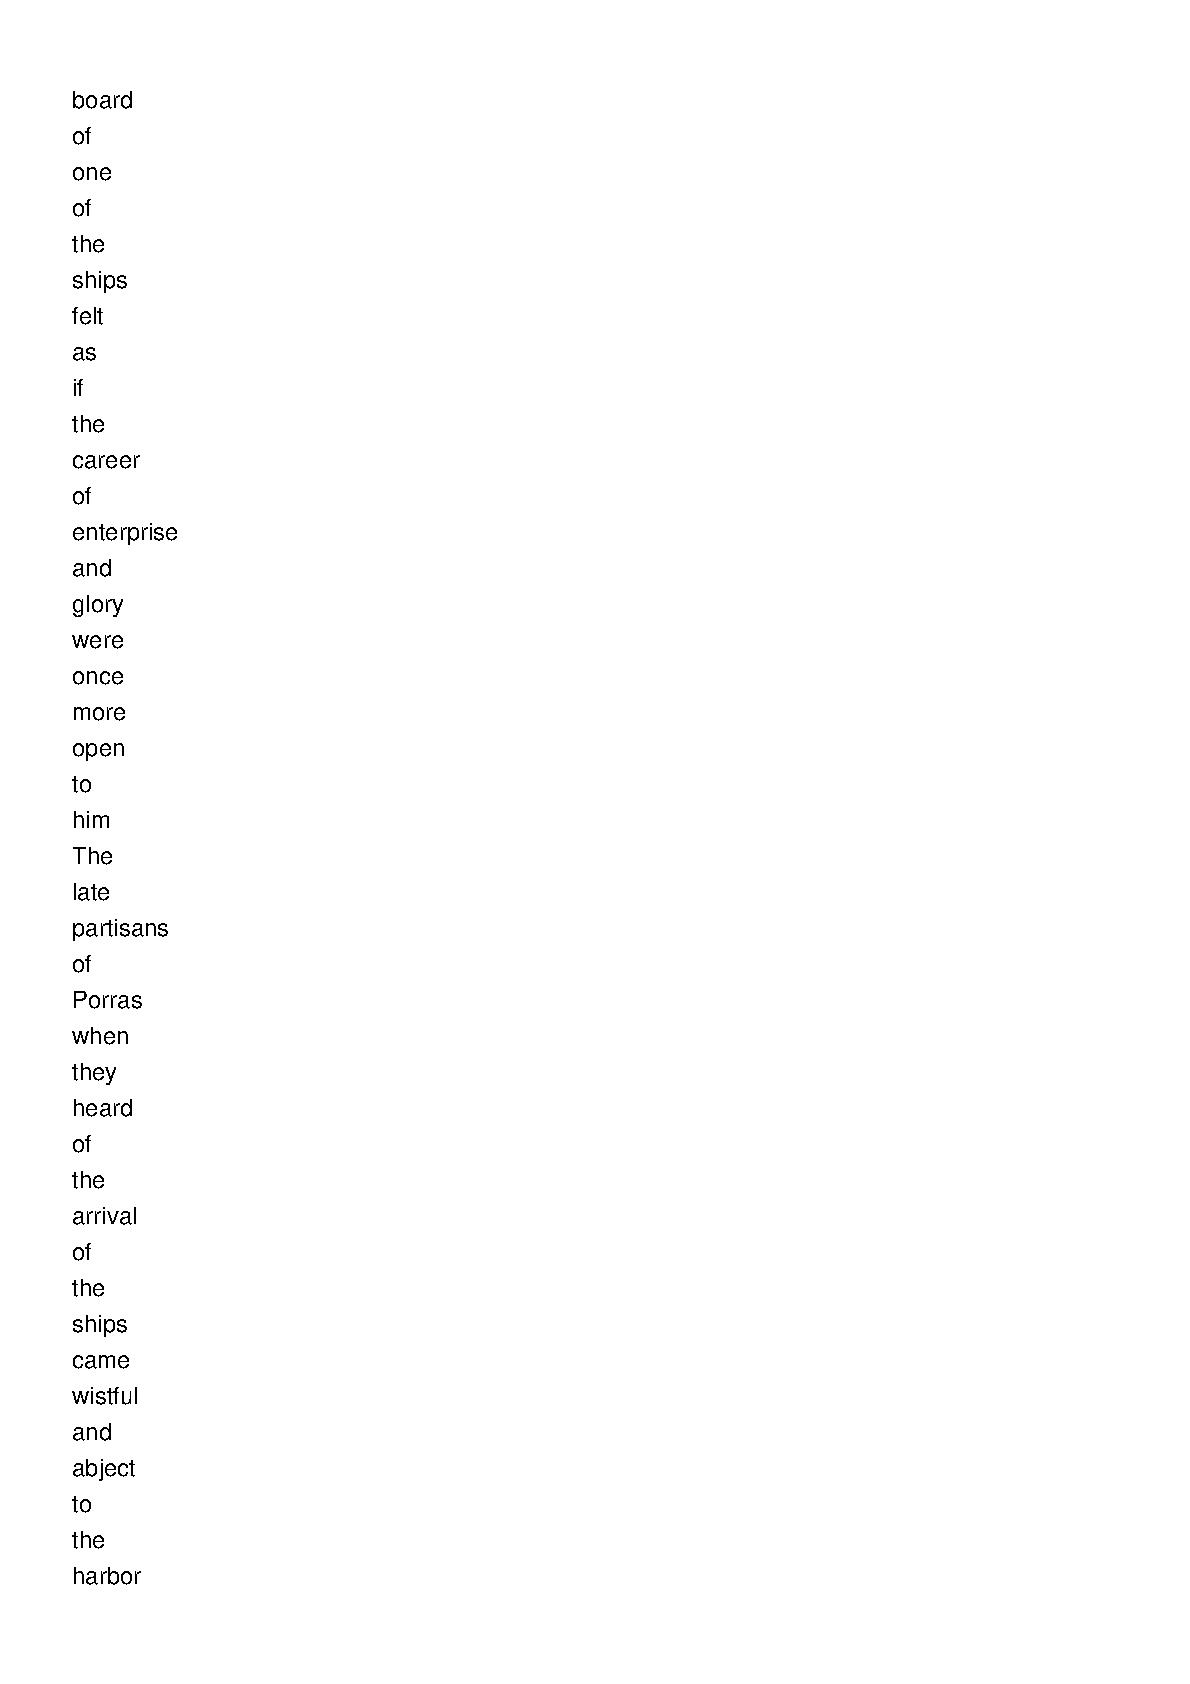 board
of
one
of
the
ships
felt
as
if
the
career
of
enterprise
and
glory
were
once
more
open
to
him
The
late
partisans
of
Porras
when
they
heard
of
the
arrival
of
the
ships
came
wistful
and
abject
to
the
harbor